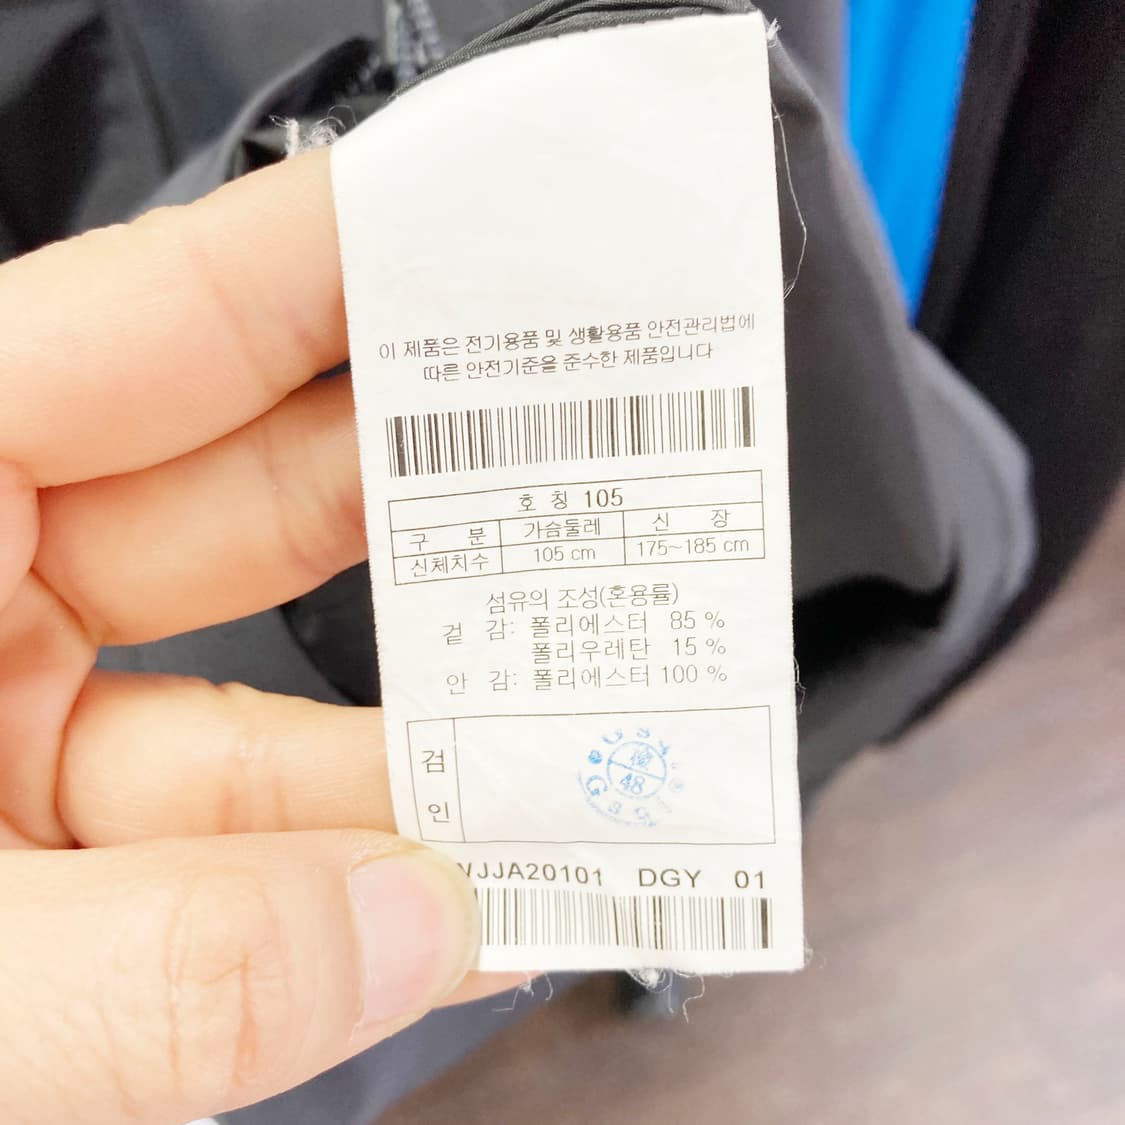 이 제품은 전기용품 및 생활용품 안전관리법에
따른 안전기준을 준수한 제품입니다
호 칭 105
구 분 가슴둘레 신 장
신체치수 105 cm 175~185 cm
섬유의 조성(혼용률)
겉 감: 폴리에스터 85 %
폴리우레탄 15 %
안 감: 폴리에스터 100 %
검
인
48
DGY 01